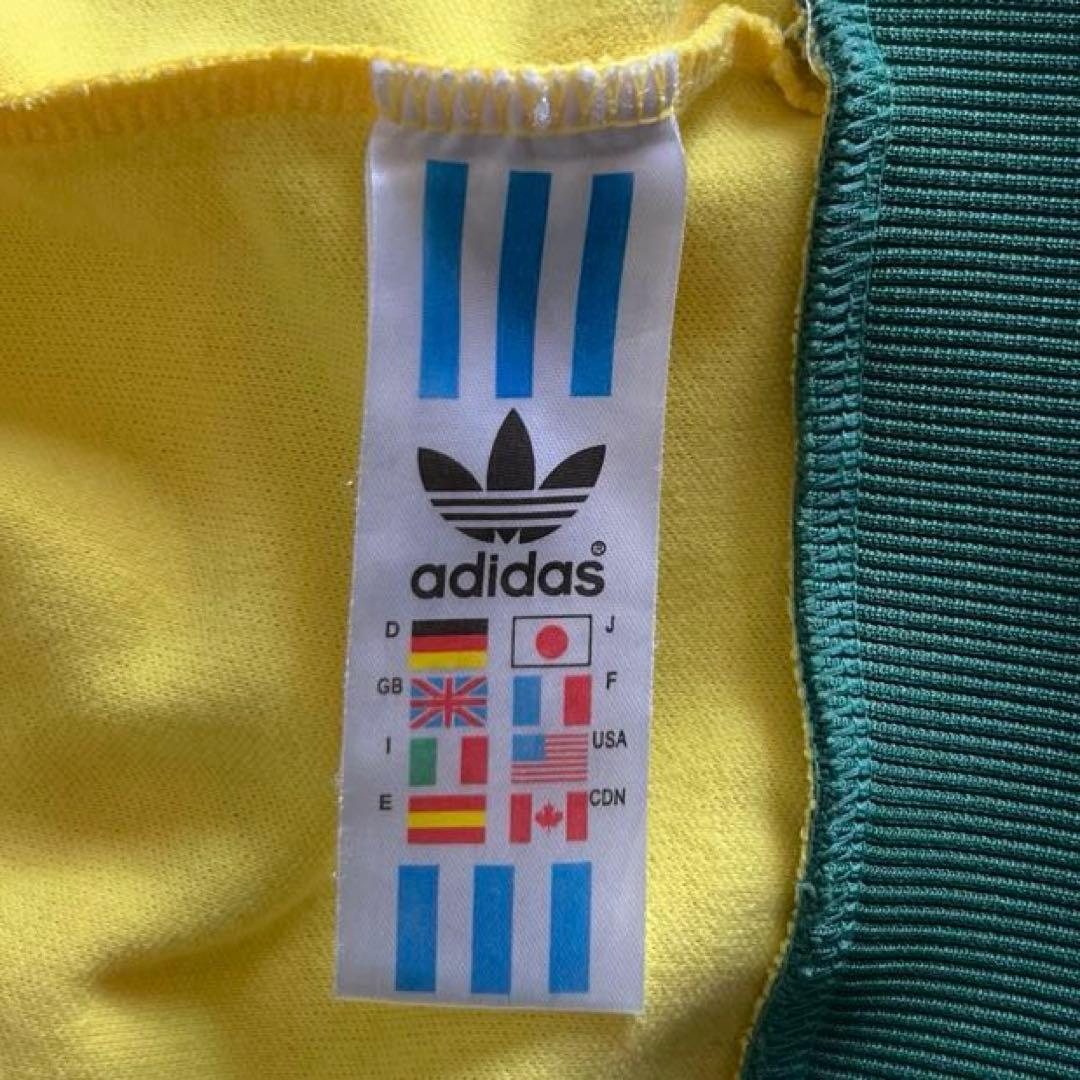 adidas®
D J
GB F
I USA
E CDN